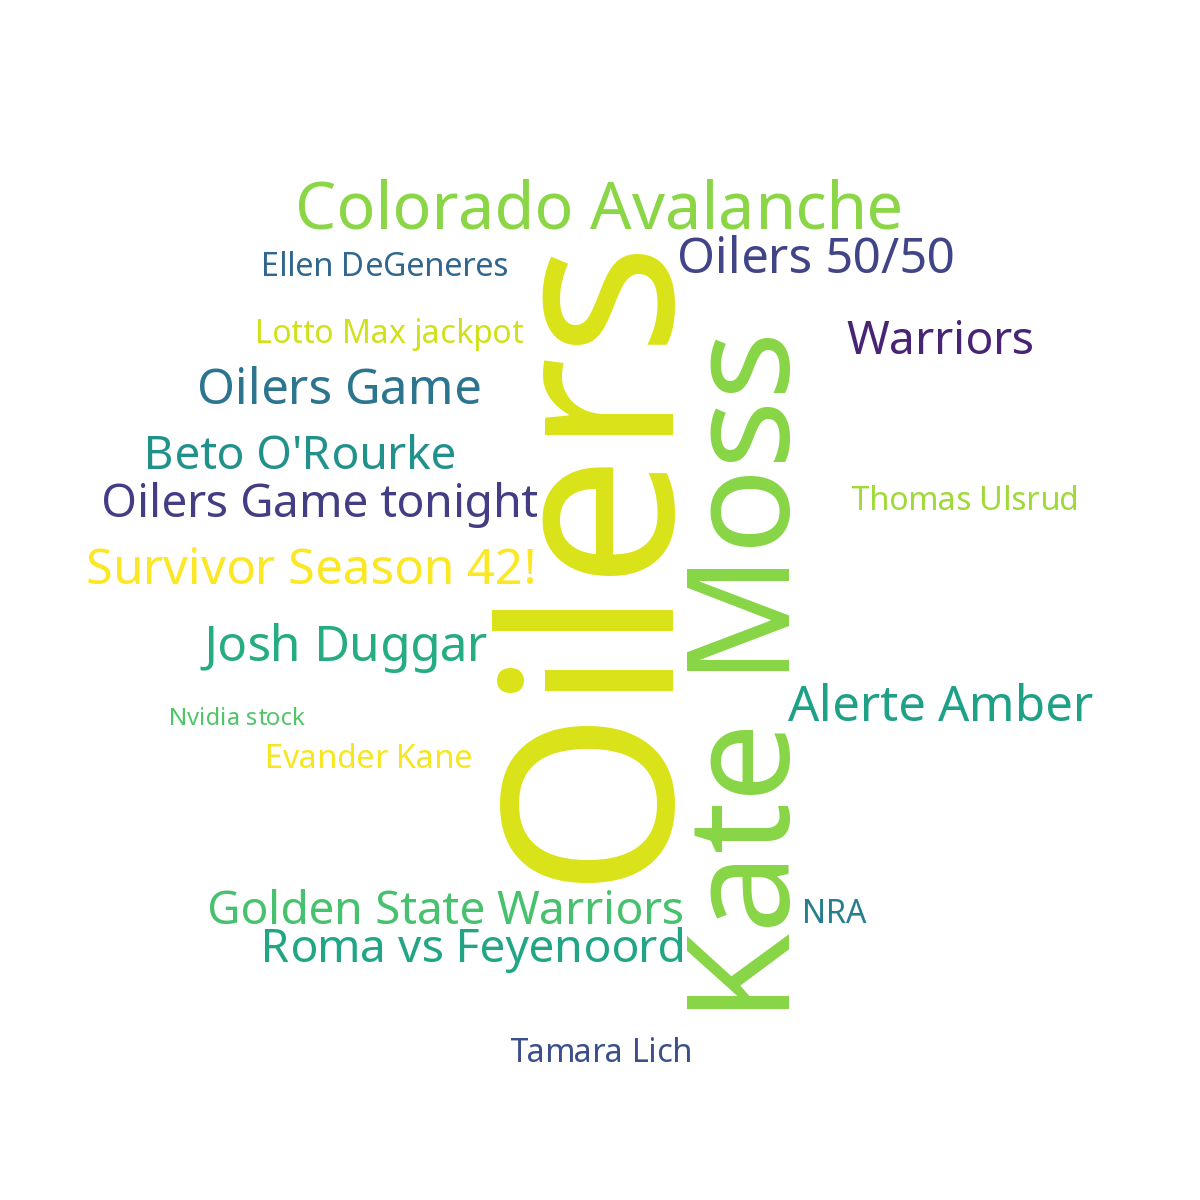 Colorado Avalanche
Oilers 50/50
Ellen DeGeneres
Lotto Max jackpot
Warriors
Oilers Game
Beto O'Rourke
Oilers Game tonight
Thomas Ulsrud
Survivor Season 42!
Oilers
Kate Moss
Josh Duggar
Alerte Amber
Nvidia stock
Evander Kane
Golden State Warriors
NRA
Roma vs Feyenoord
Tamara Lich